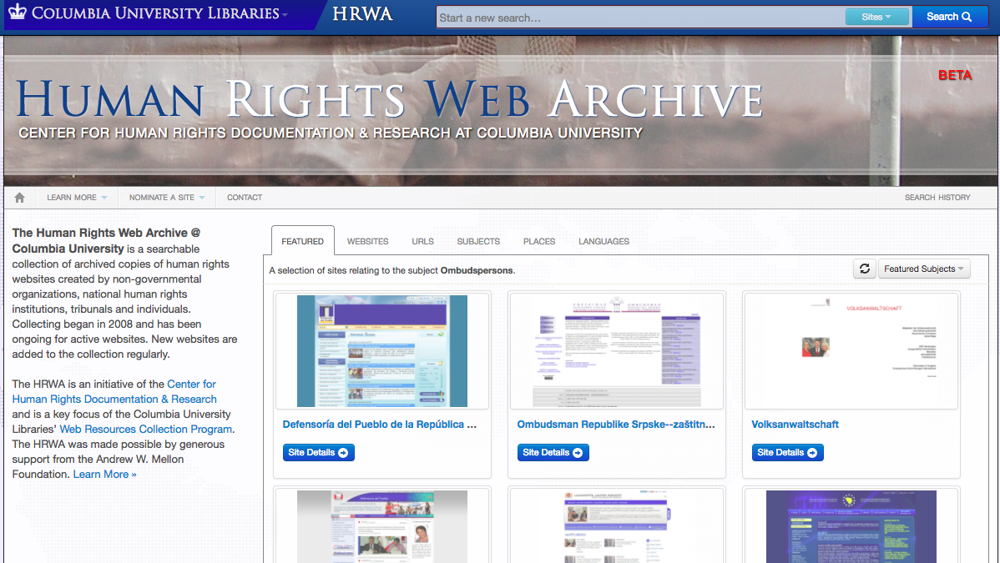 COLUMBIA UNIVERSITY LIBRARIES
HRWA
Start a new search...
Sites
Search
BETA
HUMAN RIGHTS WEB ARCHIVE
CENTER FOR HUMAN RIGHTS DOCUMENTATION & RESEARCH AT COLUMBIA UNIVERSITY
LEARN MORE
NOMINATE A SITE
CONTACT
SEARCH HISTORY
The Human Rights Web Archive @
Columbia University is a searchable
collection of archived copies of human rights
websites created by non-governmental
organizations, national human rights
institutions, tribunals and individuals.
Collecting began in 2008 and has been
ongoing for active websites. New websites are
added to the collection regularly.
The HRWA is an initiative of the Center for
Human Rights Documentation & Research
and is a key focus of the Columbia University
Libraries' Web Resources Collection Program.
The HRWA was made possible by generous
support from the Andrew W. Mellon
Foundation. Learn More »
FEATURED
WEBSITES
URLS
SUBJECTS
PLACES
LANGUAGES
A selection of sites relating to the subject Ombudspersons.
Featured Subjects
VOLKSANWALTSCHAFT
Defensoría del Pueblo de la República ...
Ombudsman Republike Srpske--zaštitn...
Volksanwaltschaft
Site Details
Site Details
Site Details